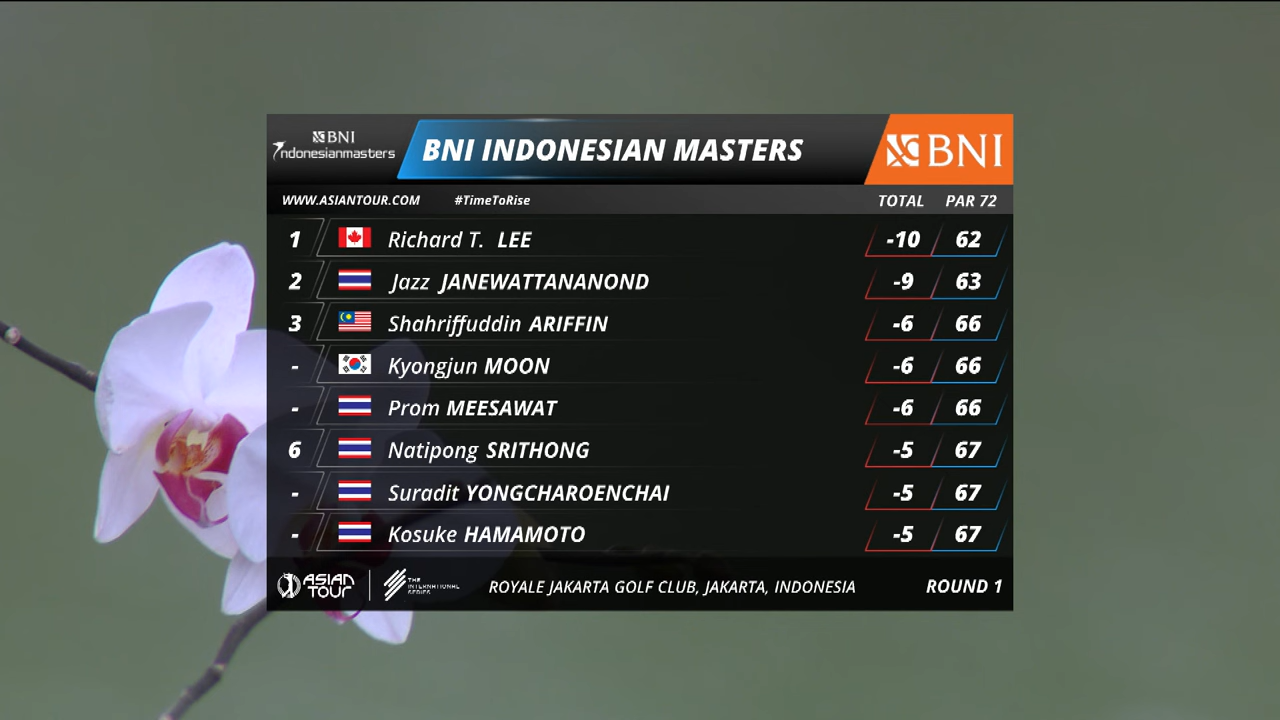 BNI
indonesianmasters
BNI INDONESIAN MASTERS
BNI
WWW.ASIANTOUR.COM #TimeToRise TOTAL PAR 72
1 Richard T. LEE -10 62
2 Jazz JANEWATTANANOND -9 63
3 Shahriffuddin ARIFFIN -6 66
- Kyongjun MOON -6 66
- Prom MEESAWAT -6 66
6 Natipong SRITHONG -5 67
- Suradit YONGCHAROENCHAI -5 67
- Kosuke HAMAMOTO -5 67
ASIAN
TOUR
THE
INTERNATIONAL
SERIES
ROYALE JAKARTA GOLF CLUB, JAKARTA, INDONESIA ROUND 1